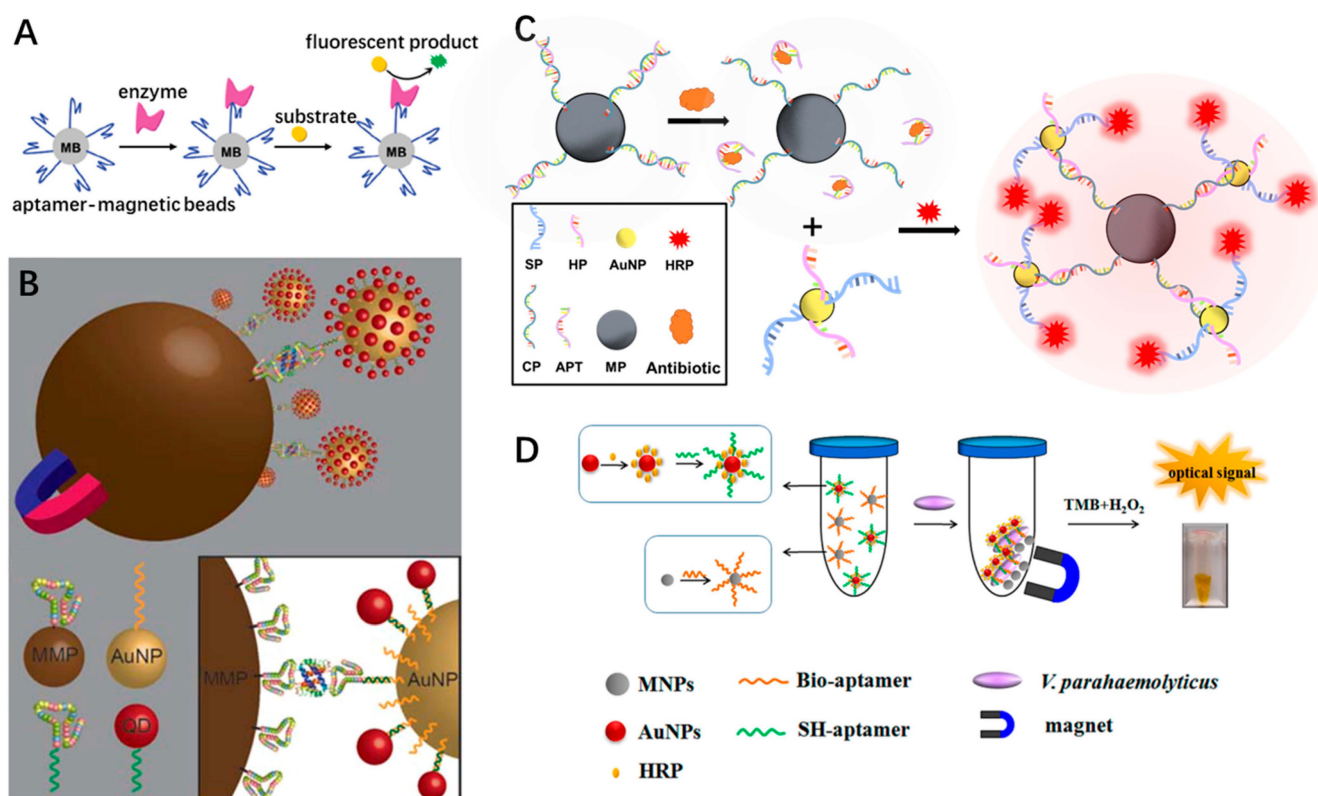 A
fluorescent product
enzyme
substrate
MB
MB
MB
aptamer-magnetic beads
B
MMP
AuNP
QD
MMP
AuNP
C
SP HP AuNP HRP
CP APT MP Antibiotic
+
D
optical signal
TMB+H₂O₂
MNPs
Bio-aptamer
V. parahaemolyticus
AuNPs
SH-aptamer
magnet
HRP